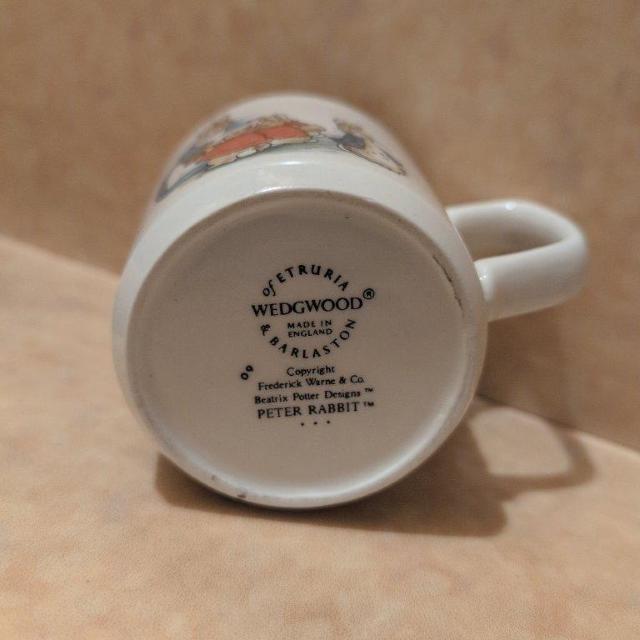 of ETRURIA
WEDGWOOD®
MADE IN
ENGLAND
& BARLASTON
Copyright
Frederick Warne & Co.
Beatrix Potter Designs™
PETER RABBIT™